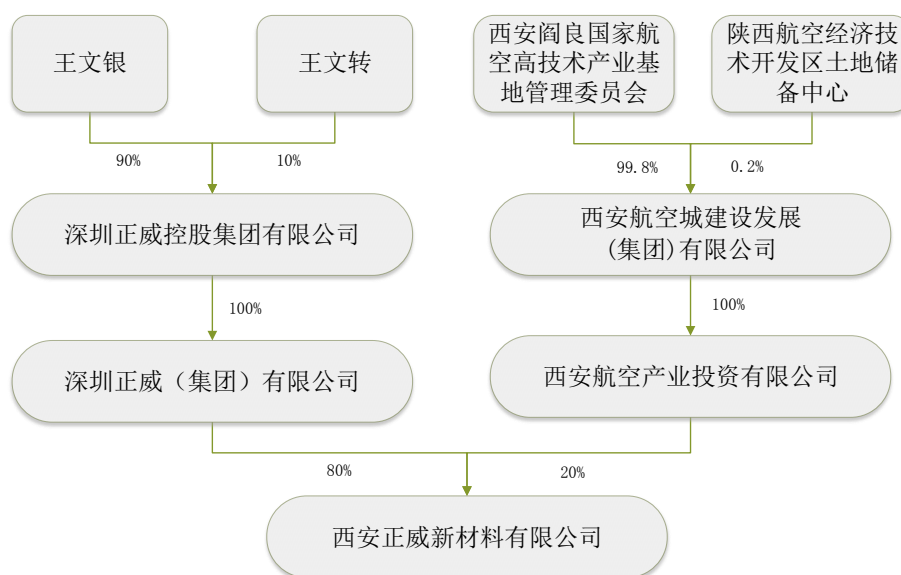 王文银
王文转
西安阎良国家航
空高技术产业基
地管理委员会
陕西航空经济技
术开发区土地储
备中心
90%
10%
99.8%
0.2%
深圳正威控股集团有限公司
西安航空城建设发展
(集团)有限公司
100%
100%
深圳正威（集团）有限公司
西安航空产业投资有限公司
80%
20%
西安正威新材料有限公司